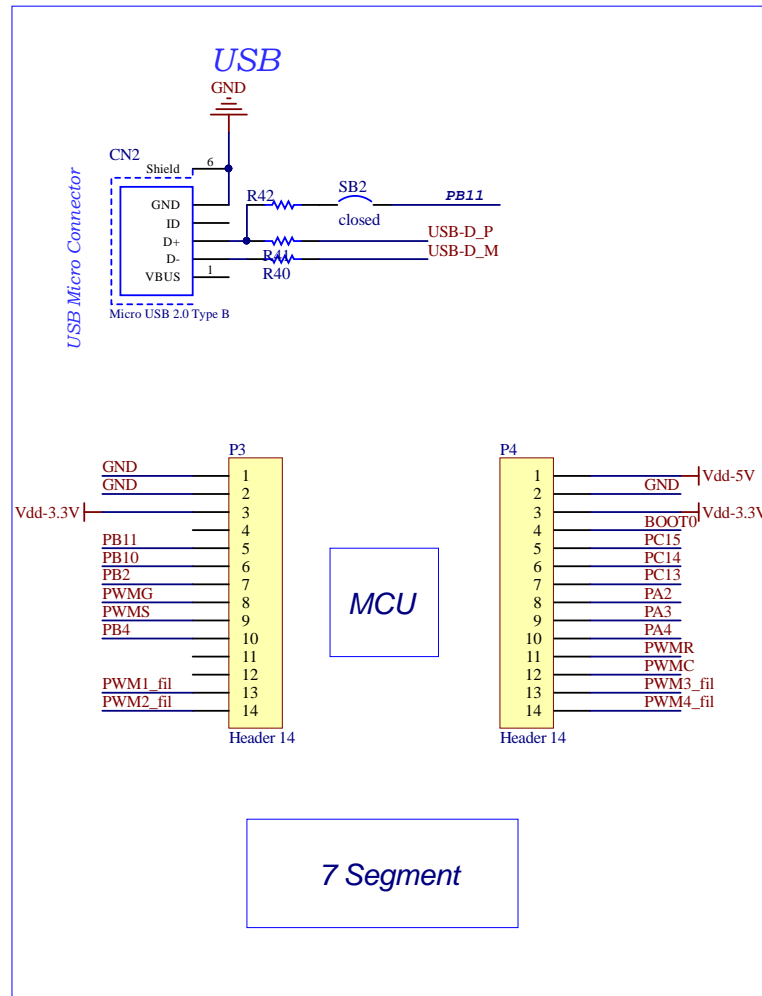 USB
GND
CN2
Shield 6
GND
ID
D+
D-
VBUS 1
Micro USB 2.0 Type B
USB Micro Connector
R42
SB2
closed
PB11
USB-D_P
R41
USB-D_M
R40
P3
GND 1
GND 2
Vdd-3.3V 3
4
PB11 5
PB10 6
PB2 7
PWMG 8
PWMS 9
PB4 10
11
12
PWM1_fil 13
PWM2_fil 14
Header 14
MCU
P4
1 Vdd-5V
2 GND
3 Vdd-3.3V
4 BOOT0
5 PC15
6 PC14
7 PC13
8 PA2
9 PA3
10 PA4
11 PWMR
12 PWMC
13 PWM3_fil
14 PWM4_fil
Header 14
7 Segment